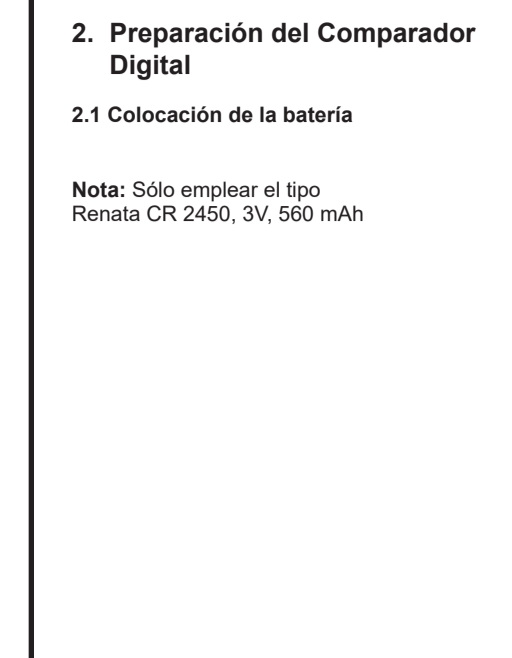 2. Preparación del Comparador
Digital
2.1 Colocación de la batería
Nota: Sólo emplear el tipo
Renata CR 2450, 3V, 560 mAh